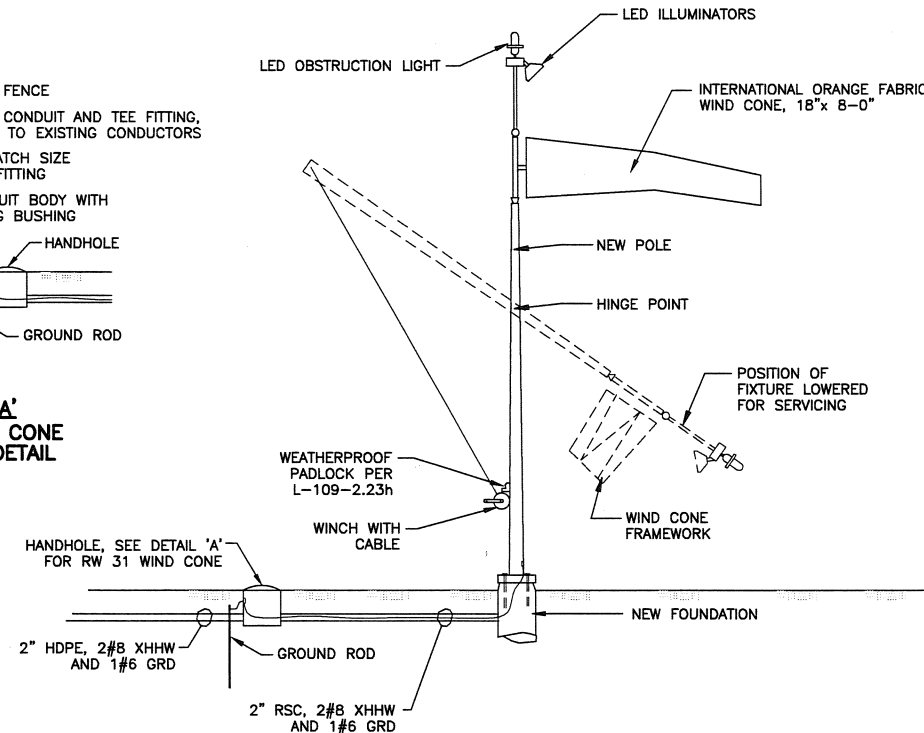 LED ILLUMINATORS
LED OBSTRUCTION LIGHT
INTERNATIONAL ORANGE FABRIC
WIND CONE, 18"x 8-0"
FENCE
CONDUIT AND TEE FITTING,
TO EXISTING CONDUCTORS
ATCH SIZE
FITTING
UIT BODY WITH
G BUSHING
HANDHOLE
GROUND ROD
A'
CONE
DETAIL
NEW POLE
HINGE POINT
POSITION OF
FIXTURE LOWERED
FOR SERVICING
WEATHERPROOF
PADLOCK PER
L-109-2.23h
WINCH WITH
CABLE
WIND CONE
FRAMEWORK
HANDHOLE, SEE DETAIL 'A'
FOR RW 31 WIND CONE
NEW FOUNDATION
2" HDPE, 2#8 XHHW
AND 1#6 GRD
GROUND ROD
2" RSC, 2#8 XHHW
AND 1#6 GRD